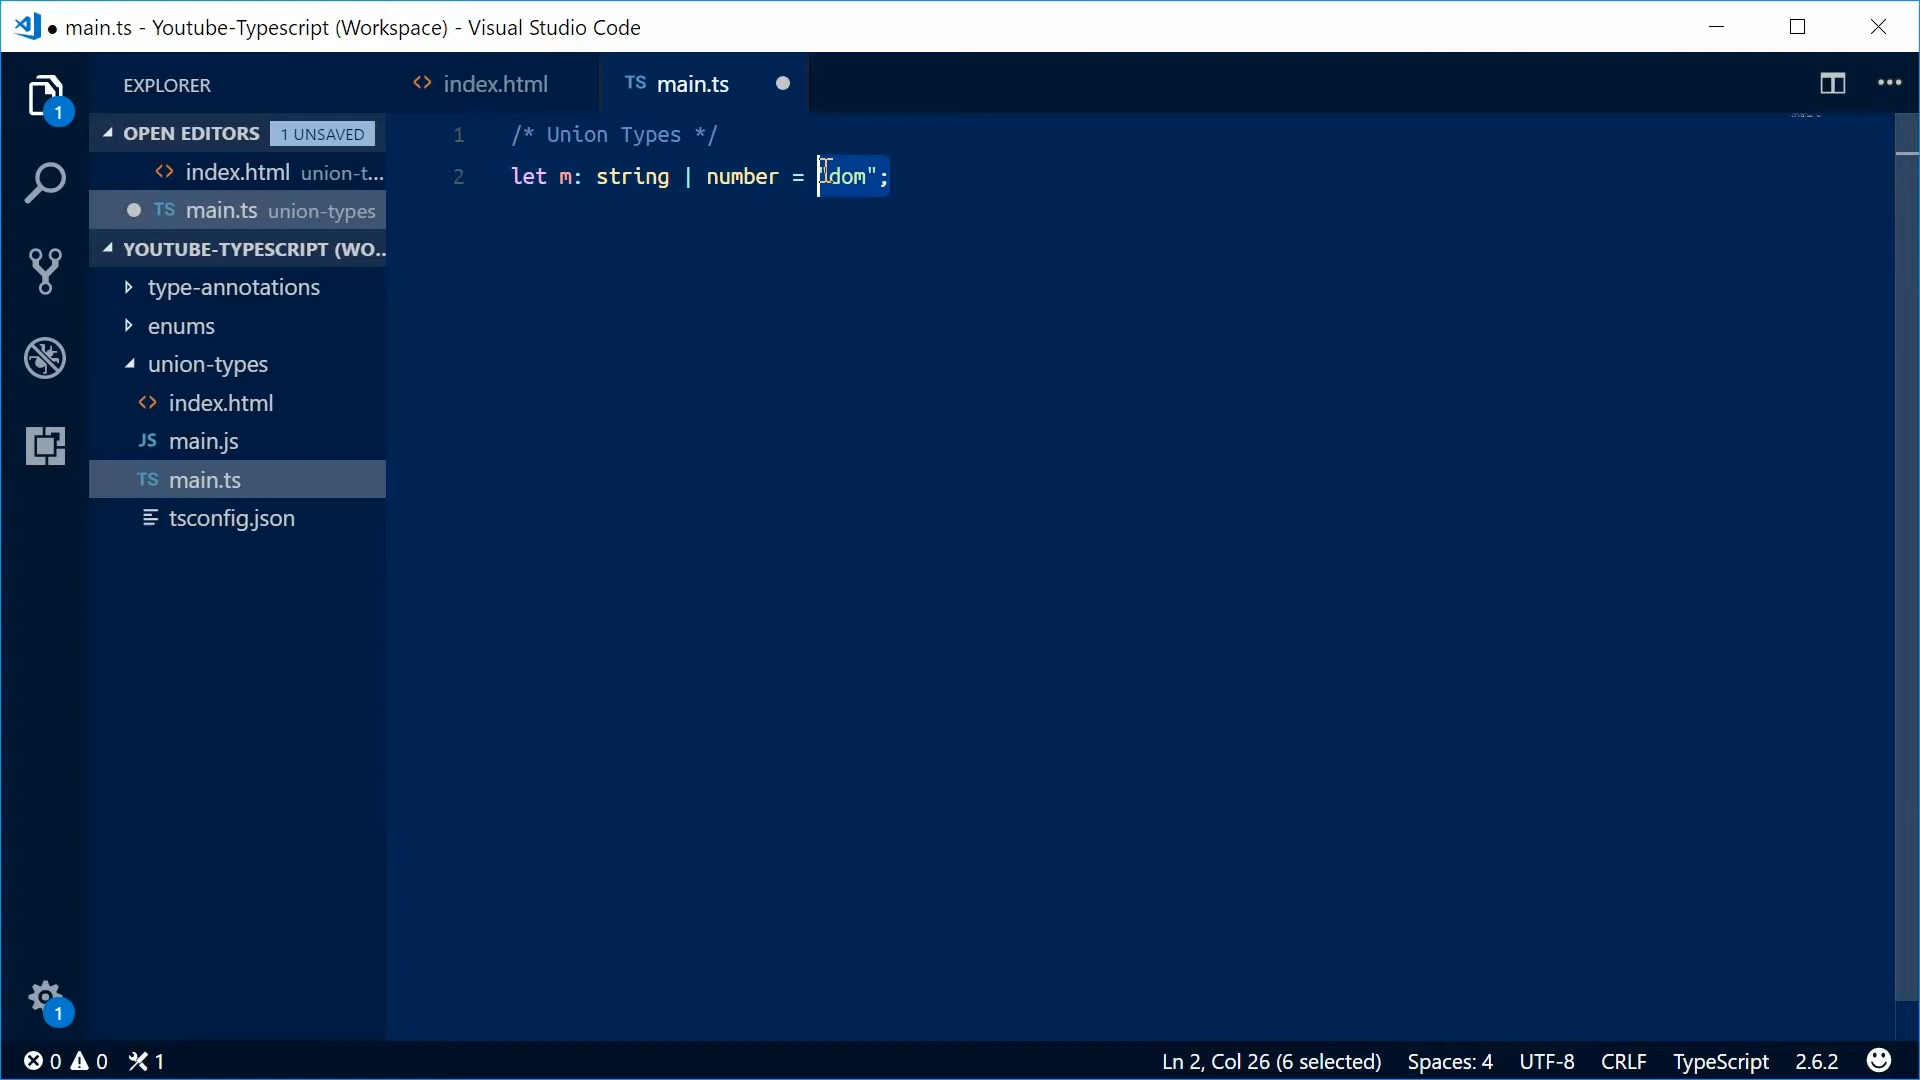 ● main.ts - Youtube-Typescript (Workspace) - Visual Studio Code
EXPLORER
index.html
TS main.ts
1
OPEN EDITORS 1 UNSAVED
index.html union-t...
TS main.ts union-types
YOUTUBE-TYPESCRIPT (WO...
type-annotations
enums
union-types
index.html
JS main.js
TS main.ts
tsconfig.json
1 /* Union Types */
2 let m: string | number = "dom";
1
0 0 1
Ln 2, Col 26 (6 selected) Spaces: 4 UTF-8 CRLF TypeScript 2.6.2